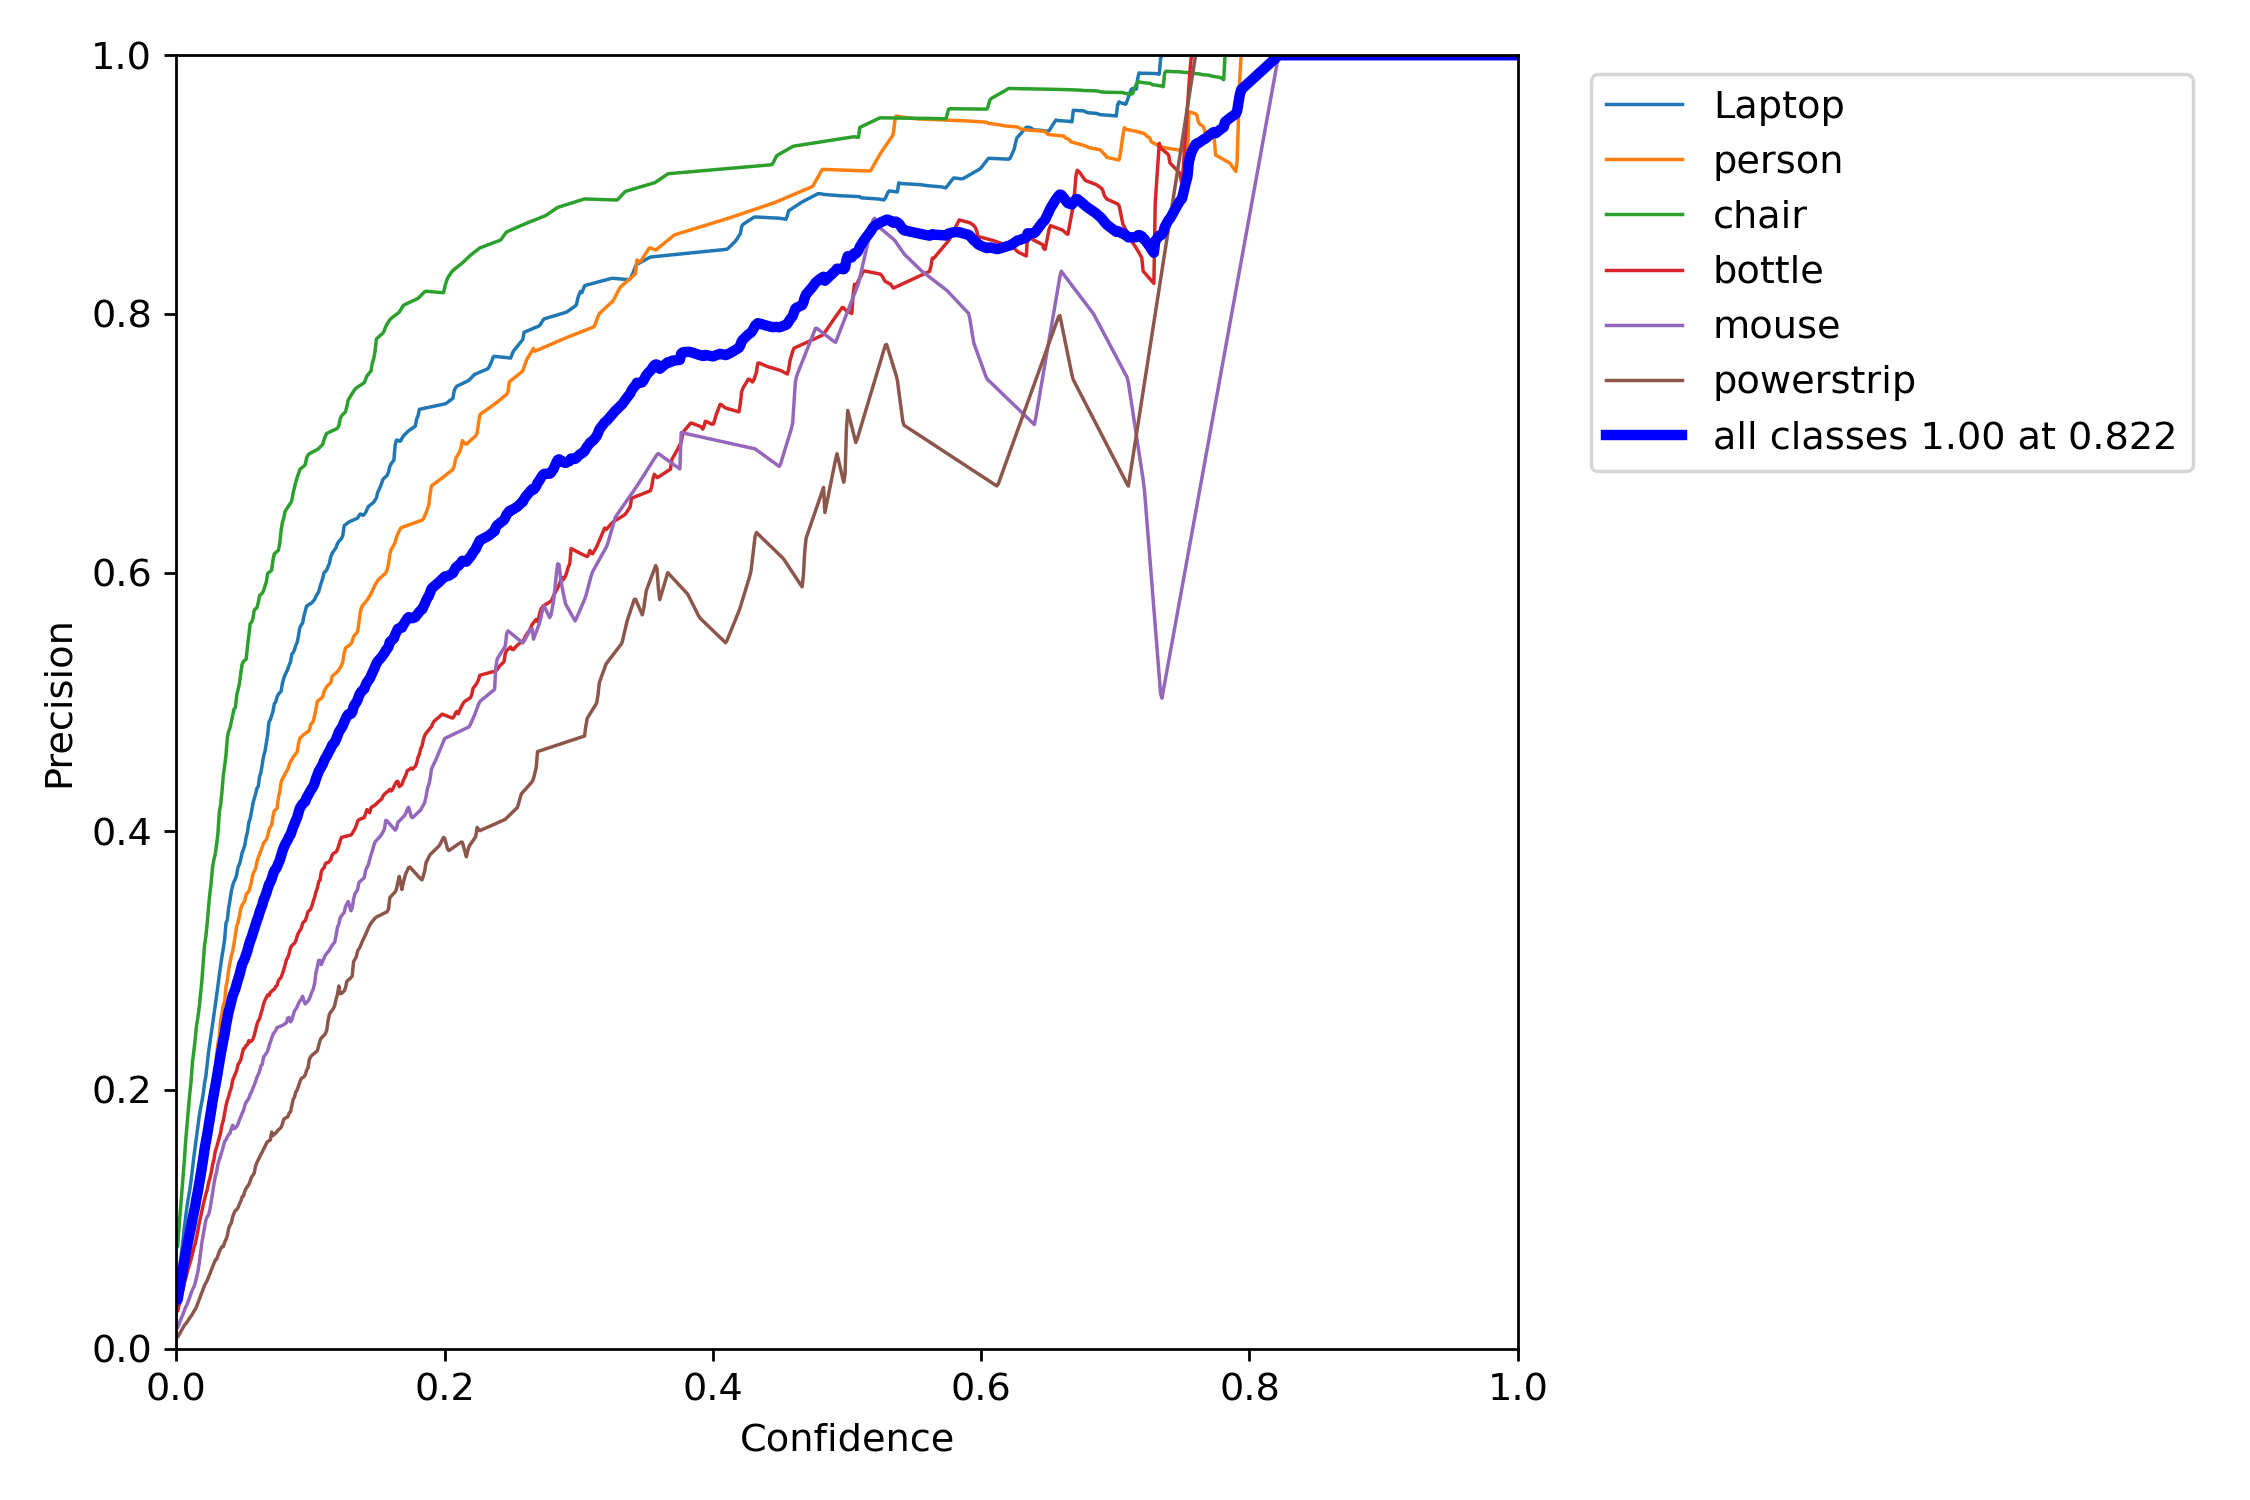 1.0
0.8
0.6
0.4
0.2
0.0
Precision
0.0 0.2 0.4 0.6 0.8 1.0
Confidence
Laptop
person
chair
bottle
mouse
powerstrip
all classes 1.00 at 0.822